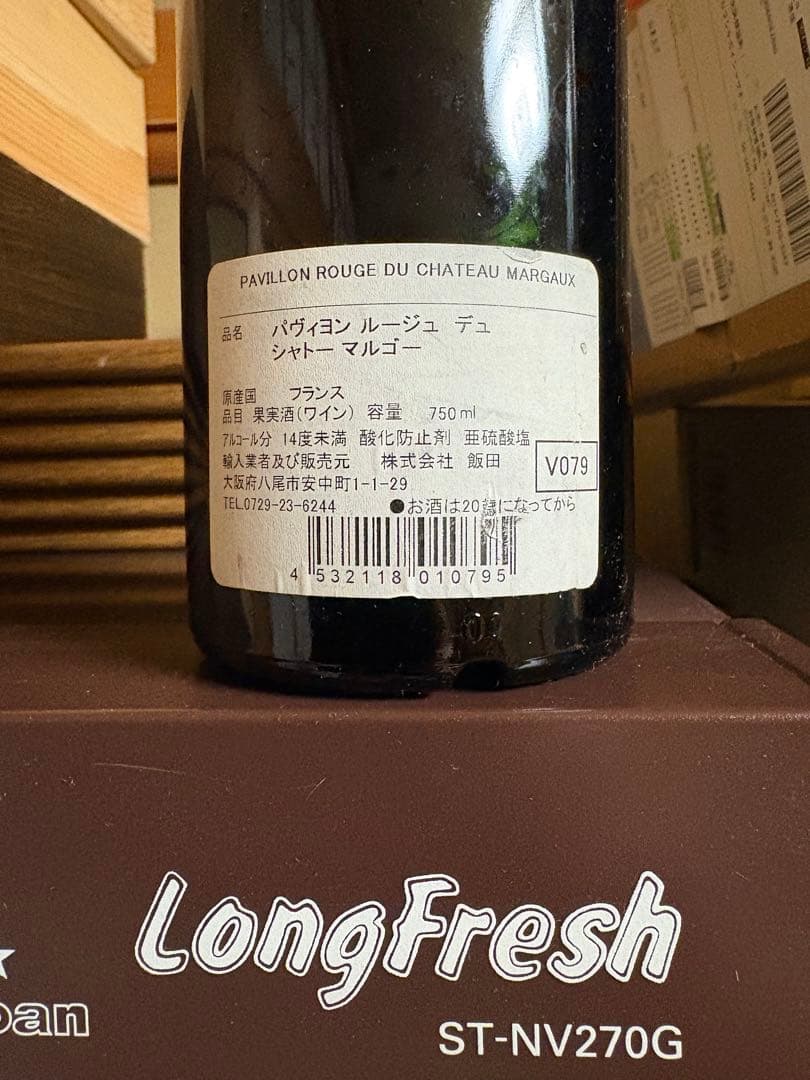 PAVILLON ROUGE DU CHATEAU MARGAUX
品名 パヴィヨン ルージュ デュ
シャトー マルゴー
原産国 フランス
品目 果実酒(ワイン) 容量 750ml
アルコール分 14度未満 酸化防止剤 亜硫酸塩
輸入業者及び販売元 株式会社 飯田
V079
大阪府八尾市安中町1-1-29
TEL.0729-23-6244 ●お酒は20歳になってから
4 532118 010795
LongFresh
ST-NV270G